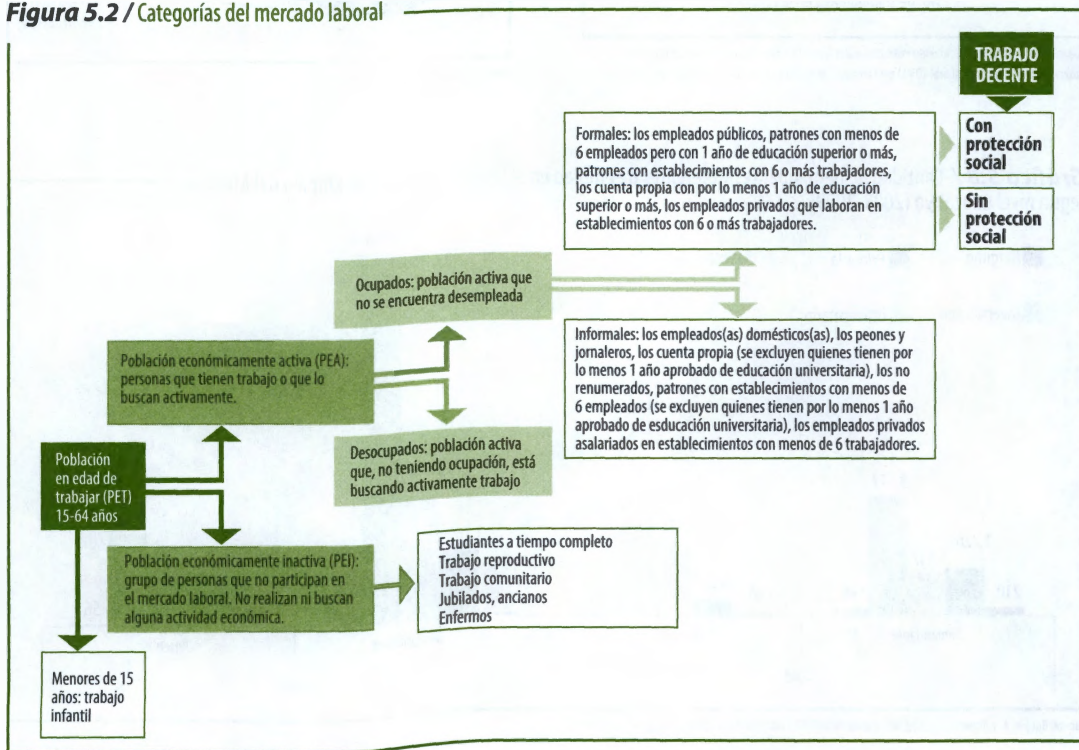 Figura 5.2 / Categorías del mercado laboral
TRABAJO
DECENTE
Formales: los empleados públicos, patrones con menos de
6 empleados pero con 1 año de educación superior o más,
patrones con establecimientos con 6 o más trabajadores,
los cuenta propia con por lo menos 1 año de educación
superior o más, los empleados privados que laboran en
establecimientos con 6 o más trabajadores.
Con
protección
social
Sin
protección
social
Ocupados: población activa que
no se encuentra desempleada
Informales: los empleados(as) domésticos(as), los peones y
jornaleros, los cuenta propia (se excluyen quienes tienen por
lo menos 1 año aprobado de educación universitaria), los no
renumerados, patrones con establecimientos con menos de
6 empleados (se excluyen quienes tienen por lo menos 1 año
aprobado de esducación universitaria), los empleados privados
asalariados en establecimientos con menos de 6 trabajadores.
Población económicamente activa (PEA):
personas que tienen trabajo o que lo
buscan activamente.
Desocupados: población activa
que, no teniendo ocupación, está
buscando activamente trabajo
Población
en edad de
trabajar (PET)
15-64 años
Población económicamente inactiva (PEI):
grupo de personas que no participan en
el mercado laboral. No realizan ni buscan
alguna actividad económica.
Estudiantes a tiempo completo
Trabajo reproductivo
Trabajo comunitario
Jubilados, ancianos
Enfermos
Menores de 15
años: trabajo
infantil